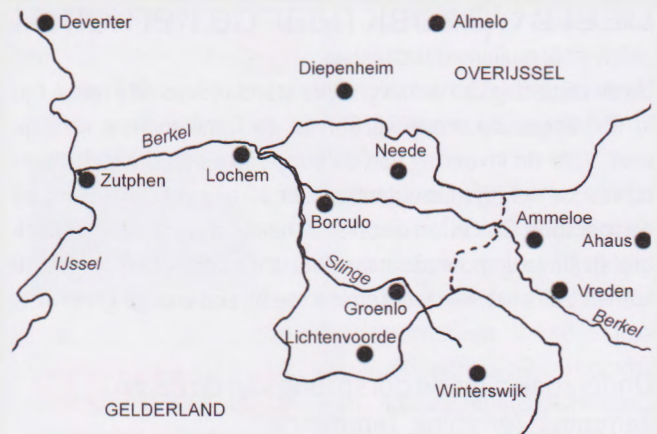 Deventer
Almelo
Diepenheim
OVERIJSSEL
Berkel
Neede
Lochem
Zutphen
Borculo
Ammeloe
Ahaus
IJssel
Slinge
Vreden
Groenlo
Berkel
Lichtenvoorde
Winterswijk
GELDERLAND